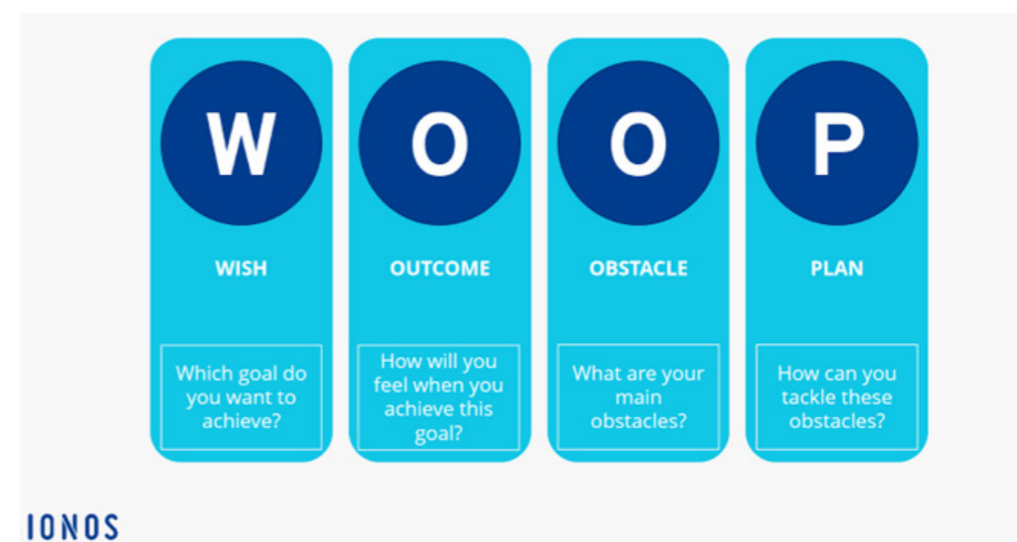 W
O
O
P
WISH
OUTCOME
OBSTACLE
PLAN
Which goal do
you want to
achieve?
How will you
feel when you
achieve this
goal?
What are your
main
obstacles?
How can you
tackle these
obstacles?
IONOS